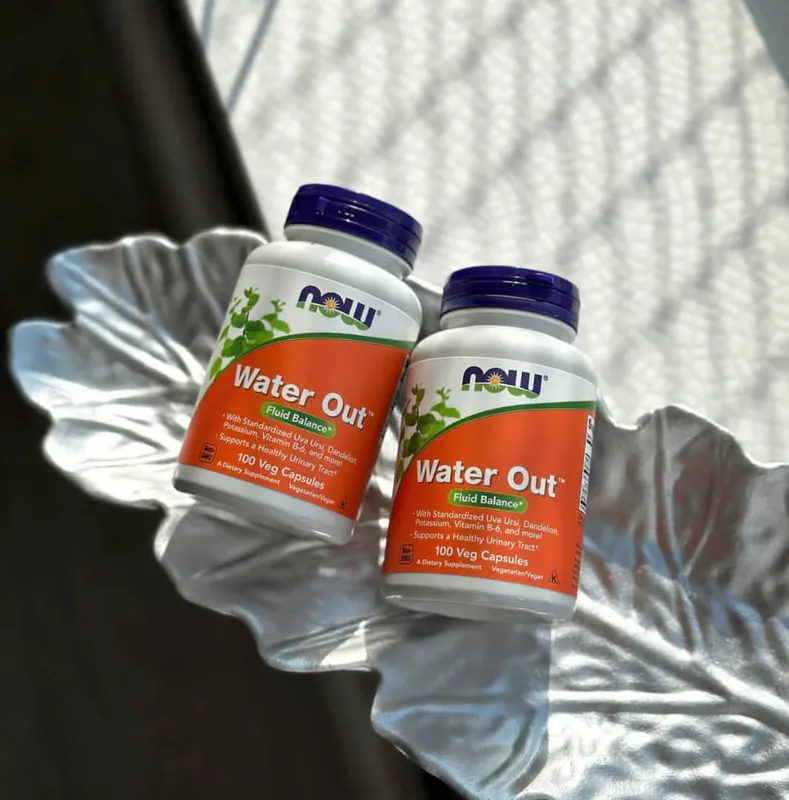 NOW®
Water Out™
Fluid Balance*
• With Standardized Uva Ursi, Dandelion,
Potassium, Vitamin B-6, and more!
• Supports a Healthy Urinary Tract*
100 Veg Capsules
A Dietary Supplement Vegetarian/Vegan
NOW®
Water Out™
Fluid Balance*
• With Standardized Uva Ursi, Dandelion,
Potassium, Vitamin B-6, and more!
• Supports a Healthy Urinary Tract*
NON
GMO
100 Veg Capsules
A Dietary Supplement Vegetarian/Vegan